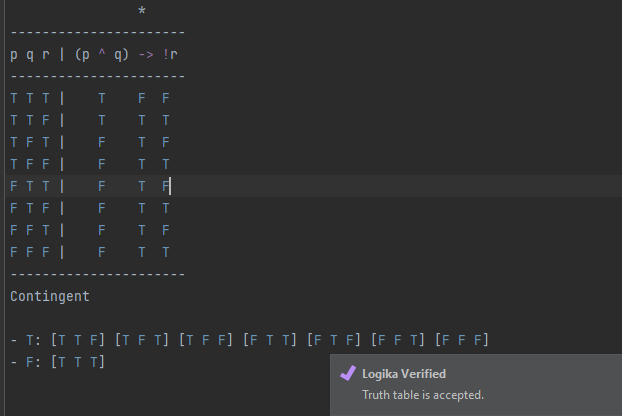 *
----------------------
p q r | (p ^ q) -> !r
----------------------
T T T |    T    F  F
T T F |    T    T  T
T F T |    F    T  F
T F F |    F    T  T
F T T |    F    T  F
F T F |    F    T  T
F F T |    F    T  F
F F F |    F    T  T
----------------------
Contingent
- T: [T T F] [T F T] [T F F] [F T T] [F T F] [F F T] [F F F]
- F: [T T T]
Logika Verified
Truth table is accepted.